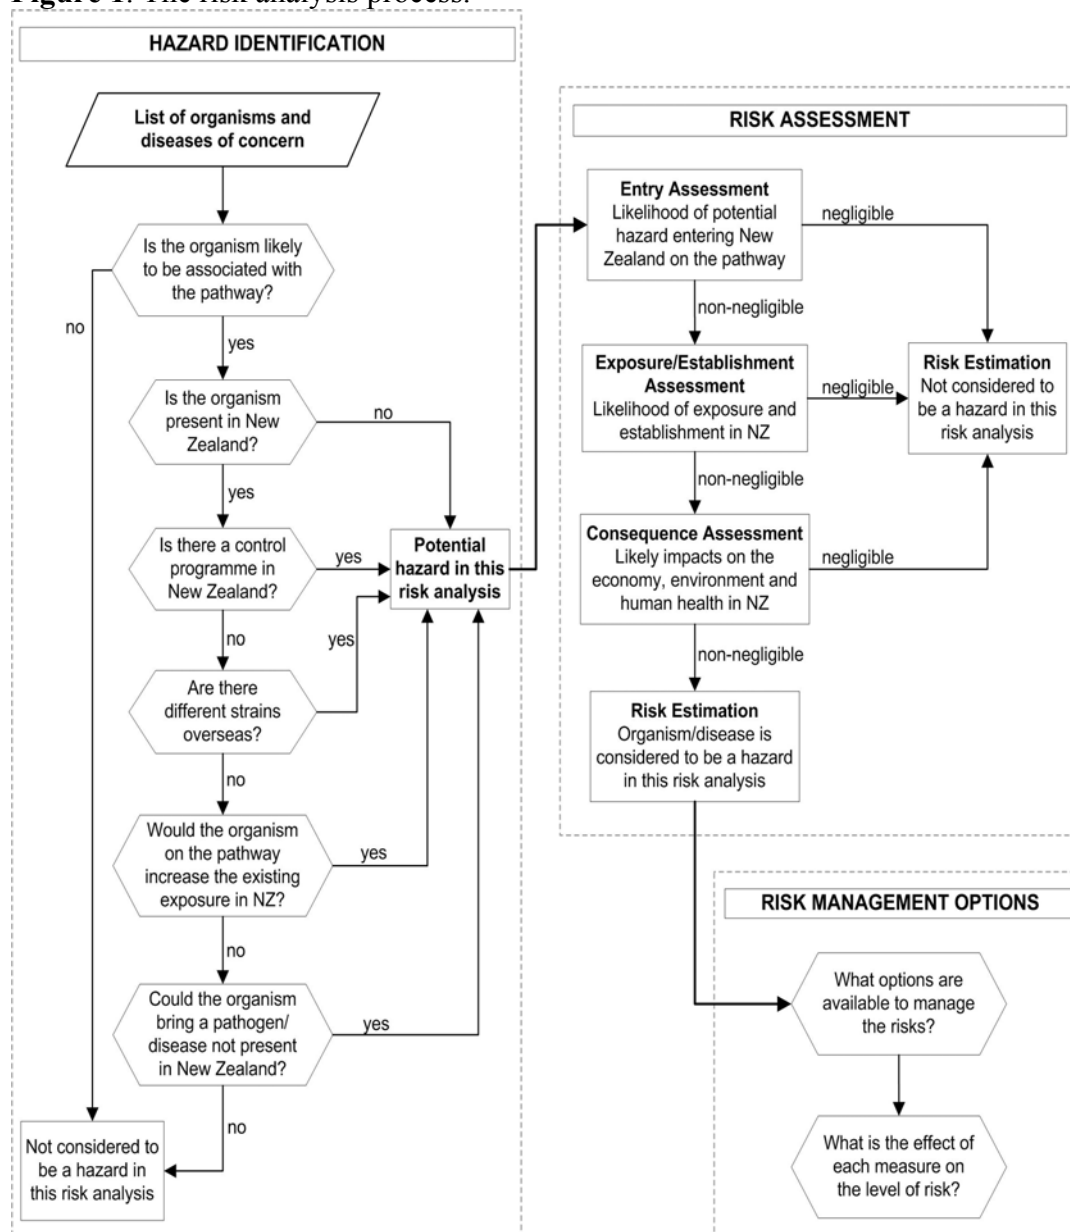 Figure 1. The risk analysis process.
HAZARD IDENTIFICATION
List of organisms and
diseases of concern
Is the organism likely
to be associated with
the pathway?
no
yes
Is the organism
present in New
Zealand?
no
yes
Is there a control
programme in
New Zealand?
yes
no
Are there
different strains
overseas?
yes
no
Would the organism
on the pathway
increase the existing
exposure in NZ?
yes
no
Could the organism
bring a pathogen/
disease not present
in New Zealand?
yes
no
Not considered to
be a hazard in
this risk analysis
Potential
hazard in this
risk analysis
RISK ASSESSMENT
Entry Assessment
Likelihood of potential
hazard entering New
Zealand on the pathway
negligible
non-negligible
Exposure/Establishment
Assessment
Likelihood of exposure and
establishment in NZ
negligible
non-negligible
Consequence Assessment
Likely impacts on the
economy, environment and
human health in NZ
negligible
non-negligible
Risk Estimation
Not considered to
be a hazard in this
risk analysis
Risk Estimation
Organism/disease is
considered to be a hazard
in this risk analysis
RISK MANAGEMENT OPTIONS
What options are
available to manage
the risks?
What is the effect of
each measure on
the level of risk?